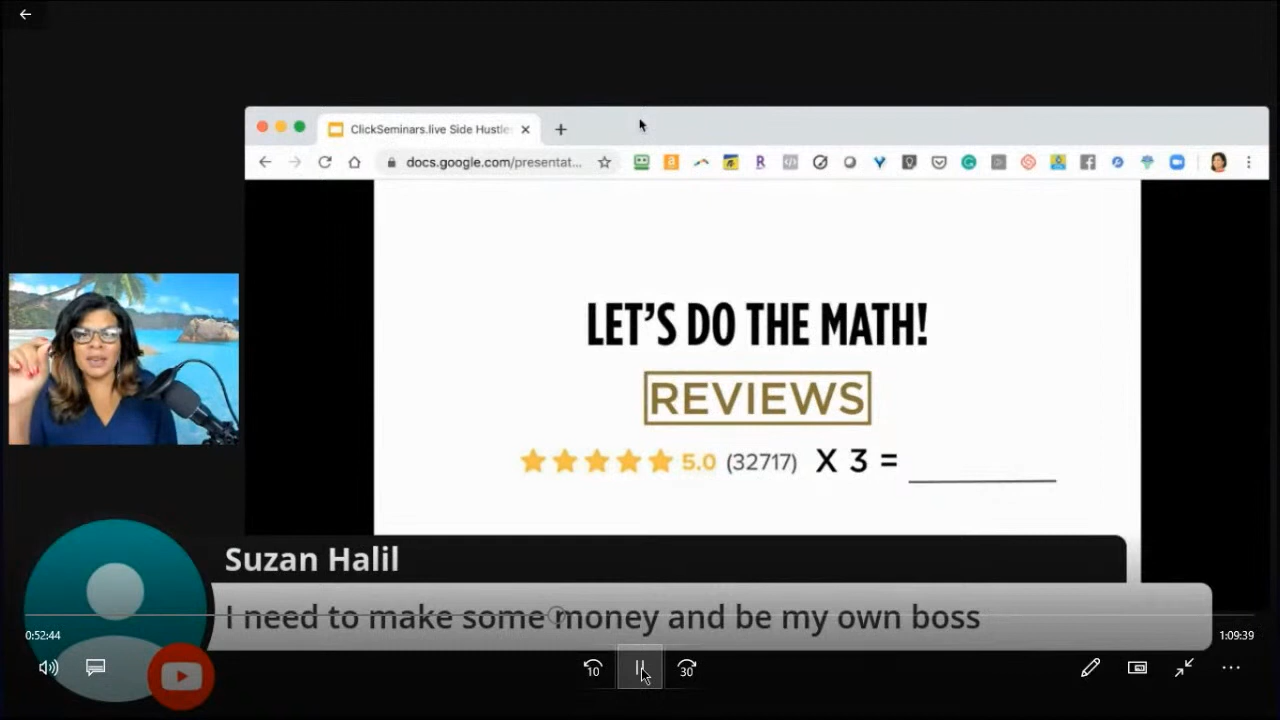 ClickSeminars.live Side Hustle
docs.google.com/presentat...
LET'S DO THE MATH!
REVIEWS
5.0 (32717) X 3 = ________
Suzan Halil
I need to make some money and be my own boss
0:52:44
1:09:39
10
30